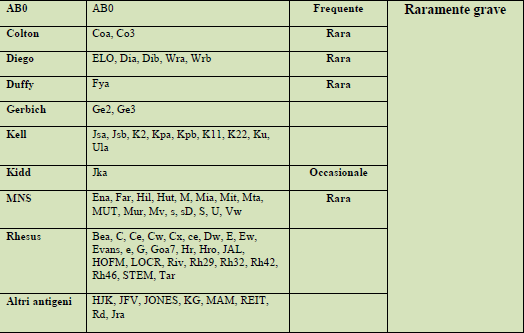 AB0 AB0 Frequente Raramente grave
Colton Coa, Co3 Rara
Diego ELO, Dia, Dib, Wra, Wrb Rara
Duffy Fya Rara
Gerbich Ge2, Ge3
Kell Jsa, Jsb, K2, Kpa, Kpb, K11, K22, Ku,
Ula
Kidd Jka Occasionale
MNS Ena, Far, Hil, Hut, M, Mia, Mit, Mta, Rara
MUT, Mur, Mv, s, sD, S, U, Vw
Rhesus Bea, C, Ce, Cw, Cx, ce, Dw, E, Ew,
Evans, e, G, Goa7, Hr, Hro, JAL,
HOFM, LOCR, Riv, Rh29, Rh32, Rh42,
Rh46, STEM, Tar
Altri antigeni HJK, JFV, JONES, KG, MAM, REIT,
Rd, Jra